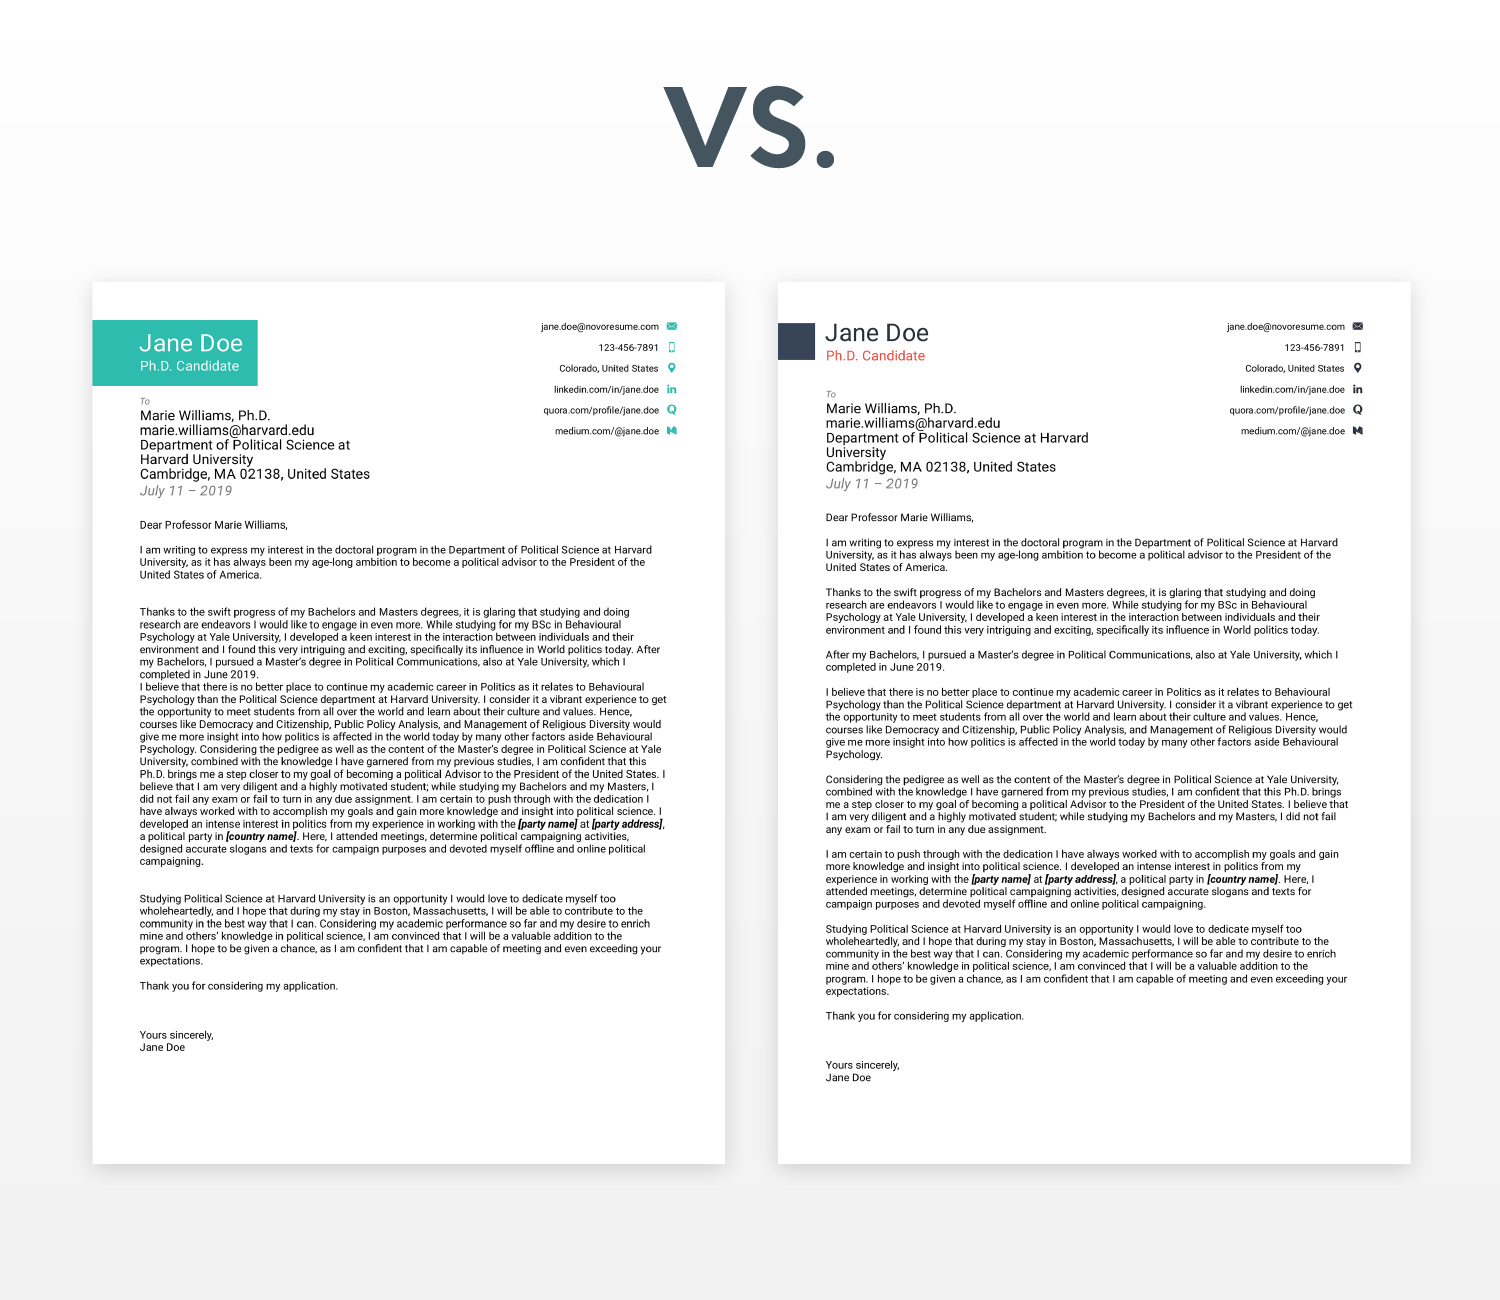 VS.
Jane Doe
Ph.D. Candidate
jane.doe@novoresume.com
123-456-7891
Colorado, United States
linkedin.com/in/jane.doe
quora.com/profile/jane.doe
medium.com/@jane.doe
To
Marie Williams, Ph.D.
marie.williams@harvard.edu
Department of Political Science at
Harvard University
Cambridge, MA 02138, United States
July 11 – 2019
Dear Professor Marie Williams,
I am writing to express my interest in the doctoral program in the Department of Political Science at Harvard
University, as it has always been my age-long ambition to become a political advisor to the President of the
United States of America.
Thanks to the swift progress of my Bachelors and Masters degrees, it is glaring that studying and doing
research are endeavors I would like to engage in even more. While studying for my BSc in Behavioural
Psychology at Yale University, I developed a keen interest in the interaction between individuals and their
environment and I found this very intriguing and exciting, specifically its influence in World politics today. After
my Bachelors, I pursued a Master's degree in Political Communications, also at Yale University, which I
completed in June 2019.
I believe that there is no better place to continue my academic career in Politics as it relates to Behavioural
Psychology than the Political Science department at Harvard University. I consider it a vibrant experience to get
the opportunity to meet students from all over the world and learn about their culture and values. Hence,
courses like Democracy and Citizenship, Public Policy Analysis, and Management of Religious Diversity would
give me more insight into how politics is affected in the world today by many other factors aside Behavioural
Psychology. Considering the pedigree as well as the content of the Master's degree in Political Science at Yale
University, combined with the knowledge I have garnered from my previous studies, I am confident that this
Ph.D. brings me a step closer to my goal of becoming a political Advisor to the President of the United States. I
believe that I am very diligent and a highly motivated student; while studying my Bachelors and my Masters, I
did not fail any exam or fail to turn in any due assignment. I am certain to push through with the dedication I
have always worked with to accomplish my goals and gain more knowledge and insight into political science. I
developed an intense interest in politics from my experience in working with the [party name] at [party address],
a political party in [country name]. Here, I attended meetings, determine political campaigning activities,
designed accurate slogans and texts for campaign purposes and devoted myself offline and online political
campaigning.
Studying Political Science at Harvard University is an opportunity I would love to dedicate myself too
wholeheartedly, and I hope that during my stay in Boston, Massachusetts, I will be able to contribute to the
community in the best way that I can. Considering my academic performance so far and my desire to enrich
mine and others' knowledge in political science, I am convinced that I will be a valuable addition to the
program. I hope to be given a chance, as I am confident that I am capable of meeting and even exceeding your
expectations.
Thank you for considering my application.
Yours sincerely,
Jane Doe
Jane Doe
Ph.D. Candidate
jane.doe@novoresume.com
123-456-7891
Colorado, United States
linkedin.com/in/jane.doe
quora.com/profile/jane.doe
medium.com/@jane.doe
To
Marie Williams, Ph.D.
marie.williams@harvard.edu
Department of Political Science at Harvard
University
Cambridge, MA 02138, United States
July 11 – 2019
Dear Professor Marie Williams,
I am writing to express my interest in the doctoral program in the Department of Political Science at Harvard
University, as it has always been my age-long ambition to become a political advisor to the President of the
United States of America.
Thanks to the swift progress of my Bachelors and Masters degrees, it is glaring that studying and doing
research are endeavors I would like to engage in even more. While studying for my BSc in Behavioural
Psychology at Yale University, I developed a keen interest in the interaction between individuals and their
environment and I found this very intriguing and exciting, specifically its influence in World politics today.
After my Bachelors, I pursued a Master's degree in Political Communications, also at Yale University, which I
completed in June 2019.
I believe that there is no better place to continue my academic career in Politics as it relates to Behavioural
Psychology than the Political Science department at Harvard University. I consider it a vibrant experience to get
the opportunity to meet students from all over the world and learn about their culture and values. Hence,
courses like Democracy and Citizenship, Public Policy Analysis, and Management of Religious Diversity would
give me more insight into how politics is affected in the world today by many other factors aside Behavioural
Psychology.
Considering the pedigree as well as the content of the Master's degree in Political Science at Yale University,
combined with the knowledge I have garnered from my previous studies, I am confident that this Ph.D. brings
me a step closer to my goal of becoming a political Advisor to the President of the United States. I believe that
I am very diligent and a highly motivated student; while studying my Bachelors and my Masters, I did not fail
any exam or fail to turn in any due assignment.
I am certain to push through with the dedication I have always worked with to accomplish my goals and gain
more knowledge and insight into political science. I developed an intense interest in politics from my
experience in working with the [party name] at [party address], a political party in [country name]. Here, I
attended meetings, determine political campaigning activities, designed accurate slogans and texts for
campaign purposes and devoted myself offline and online political campaigning.
Studying Political Science at Harvard University is an opportunity I would love to dedicate myself too
wholeheartedly, and I hope that during my stay in Boston, Massachusetts, I will be able to contribute to the
community in the best way that I can. Considering my academic performance so far and my desire to enrich
mine and others' knowledge in political science, I am convinced that I will be a valuable addition to the
program. I hope to be given a chance, as I am confident that I am capable of meeting and even exceeding your
expectations.
Thank you for considering my application.
Yours sincerely,
Jane Doe